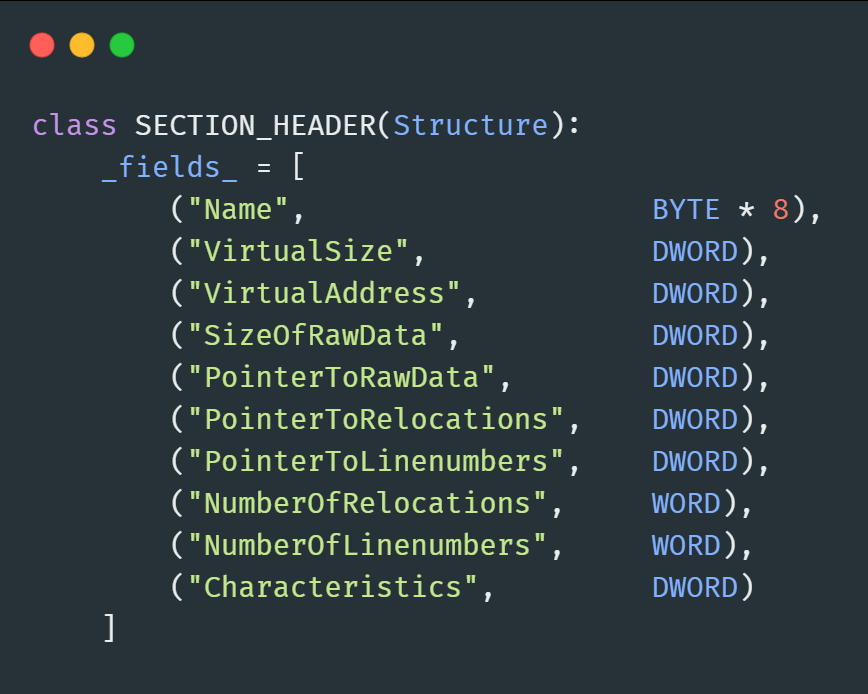 class SECTION_HEADER(Structure):
    _fields_ = [
        ("Name",                    BYTE * 8),
        ("VirtualSize",             DWORD),
        ("VirtualAddress",          DWORD),
        ("SizeOfRawData",           DWORD),
        ("PointerToRawData",        DWORD),
        ("PointerToRelocations",    DWORD),
        ("PointerToLinenumbers",    DWORD),
        ("NumberOfRelocations",     WORD),
        ("NumberOfLinenumbers",     WORD),
        ("Characteristics",         DWORD)
    ]